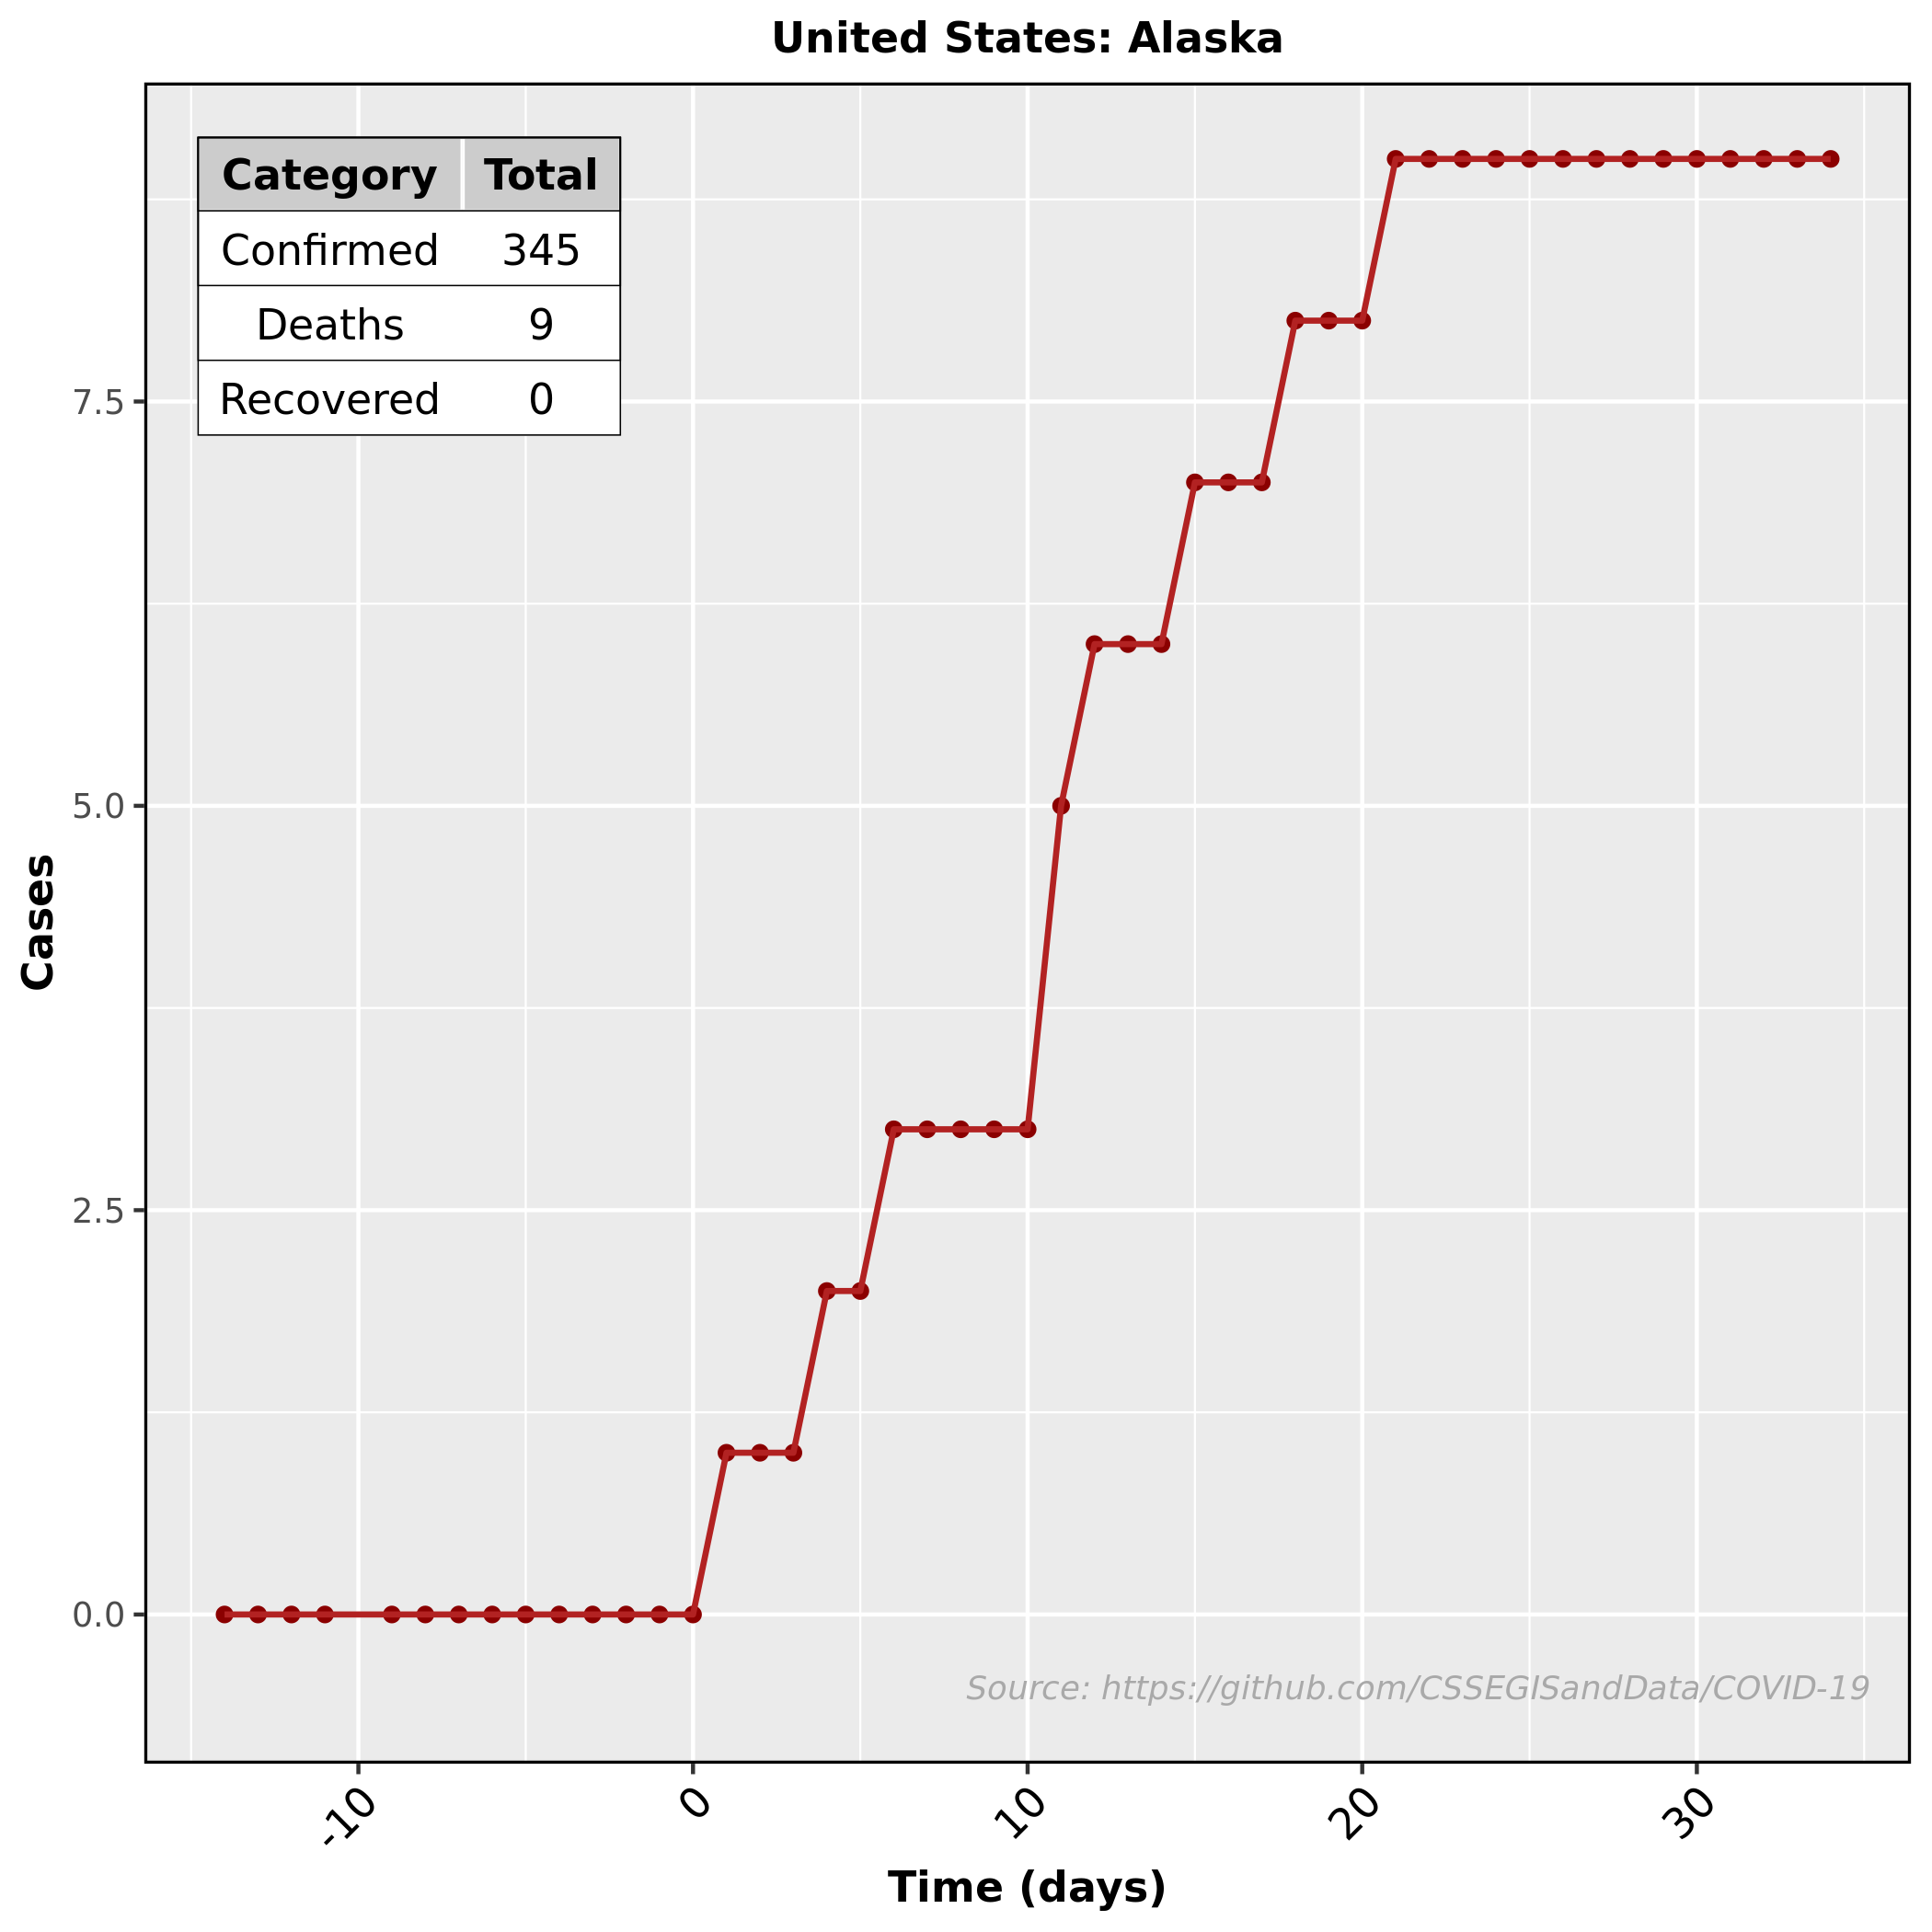 United States: Alaska
Category Total
Confirmed 345
Deaths 9
Recovered 0
7.5
5.0
2.5
0.0
Cases
Source: https://github.com/CSSEGISandData/COVID-19
-10 0 10 20 30
Time (days)